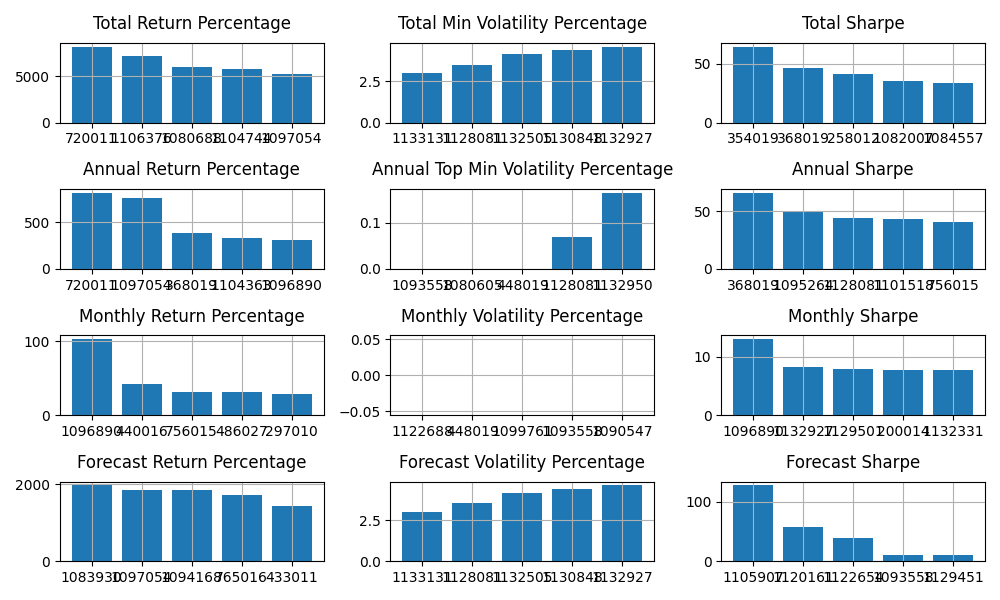 Total Return Percentage
5000
0
720011 1106376 1080688 1104744 1097054
Total Min Volatility Percentage
2.5
0.0
1133131 1128081 1132505 1130848 1132927
Total Sharpe
50
0
354019 368019 258012 1082007 1084557
Annual Return Percentage
500
0
720011 1097054 368019 1104363 1096890
Annual Top Min Volatility Percentage
0.1
0.0
1093558 1080605 448019 1128081 1132950
Annual Sharpe
50
0
368019 1095264 1128081 1101518 756015
Monthly Return Percentage
100
0
1096890 440016 756015 486027 297010
Monthly Volatility Percentage
0.05
0.00
−0.05
1122688 448019 1099761 1093558 1090547
Monthly Sharpe
10
0
1096890 1132927 1129501 200014 1132331
Forecast Return Percentage
2000
0
1083930 1097054 1094168 765016 433011
Forecast Volatility Percentage
2.5
0.0
1133131 1128081 1132505 1130848 1132927
Forecast Sharpe
100
0
1105907 1120161 1122654 1093558 1129451